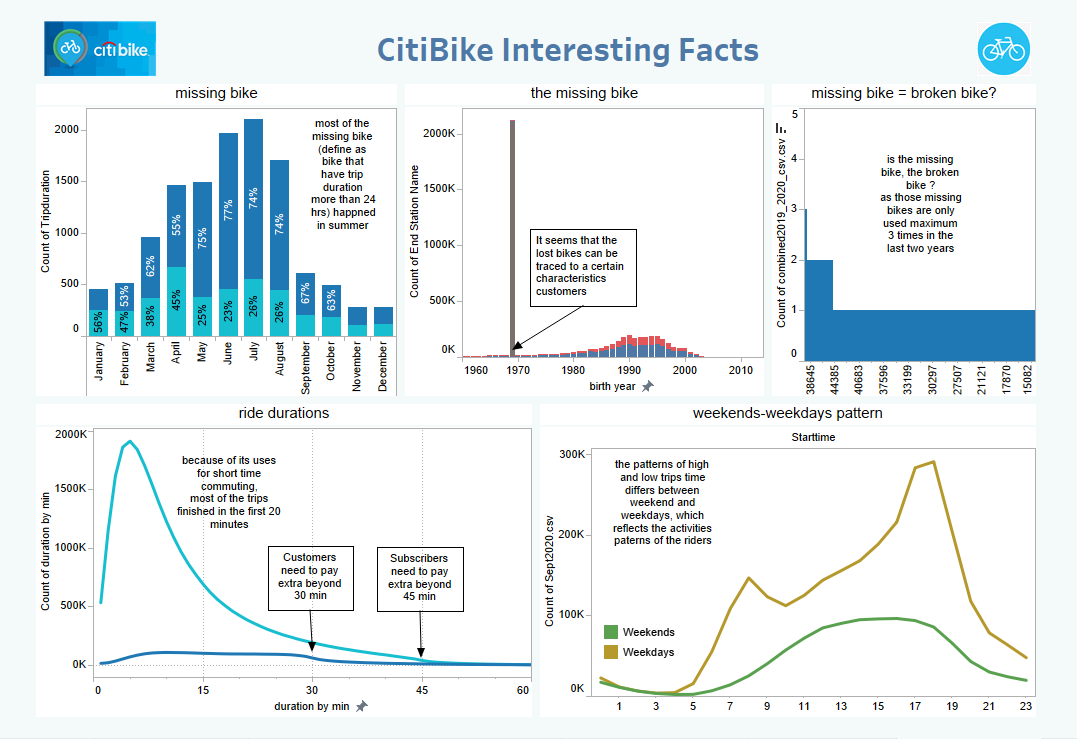 citi bike
CitiBike Interesting Facts
missing bike
Count of Tripduration
2000
1500
1000
500
0
56%
47%
53%
38%
62%
45%
55%
25%
75%
23%
77%
26%
74%
26%
74%
67%
63%
January
February
March
April
May
June
July
August
September
October
November
December
most of the
missing bike
(define as
bike that
have trip
duration
more than 24
hrs) happned
in summer
the missing bike
Count of End Station Name
2000K
1500K
1000K
500K
0K
It seems that the
lost bikes can be
traced to a certain
characteristics
customers
1960
1970
1980
1990
2000
2010
birth year
missing bike = broken bike?
Count of combined2019_2020_csv.csv
5
4
3
2
1
0
is the missing
bike, the broken
bike ?
as those missing
bikes are only
used maximum
3 times in the
last two years
38645
44385
40683
37596
33199
30297
27507
21121
17870
15082
ride durations
Count of duration by min
2000K
1500K
1000K
500K
0K
because of its uses
for short time
commuting,
most of the trips
finished in the first 20
minutes
Customers
need to pay
extra beyond
30 min
Subscribers
need to pay
extra beyond
45 min
0
15
30
45
60
duration by min
weekends-weekdays pattern
Starttime
Count of Sept2020.csv
300K
200K
100K
0K
the patterns of high
and low trips time
differs between
weekend and
weekdays, which
reflects the activities
paterns of the riders
Weekends
Weekdays
1
3
5
7
9
11
13
15
17
19
21
23